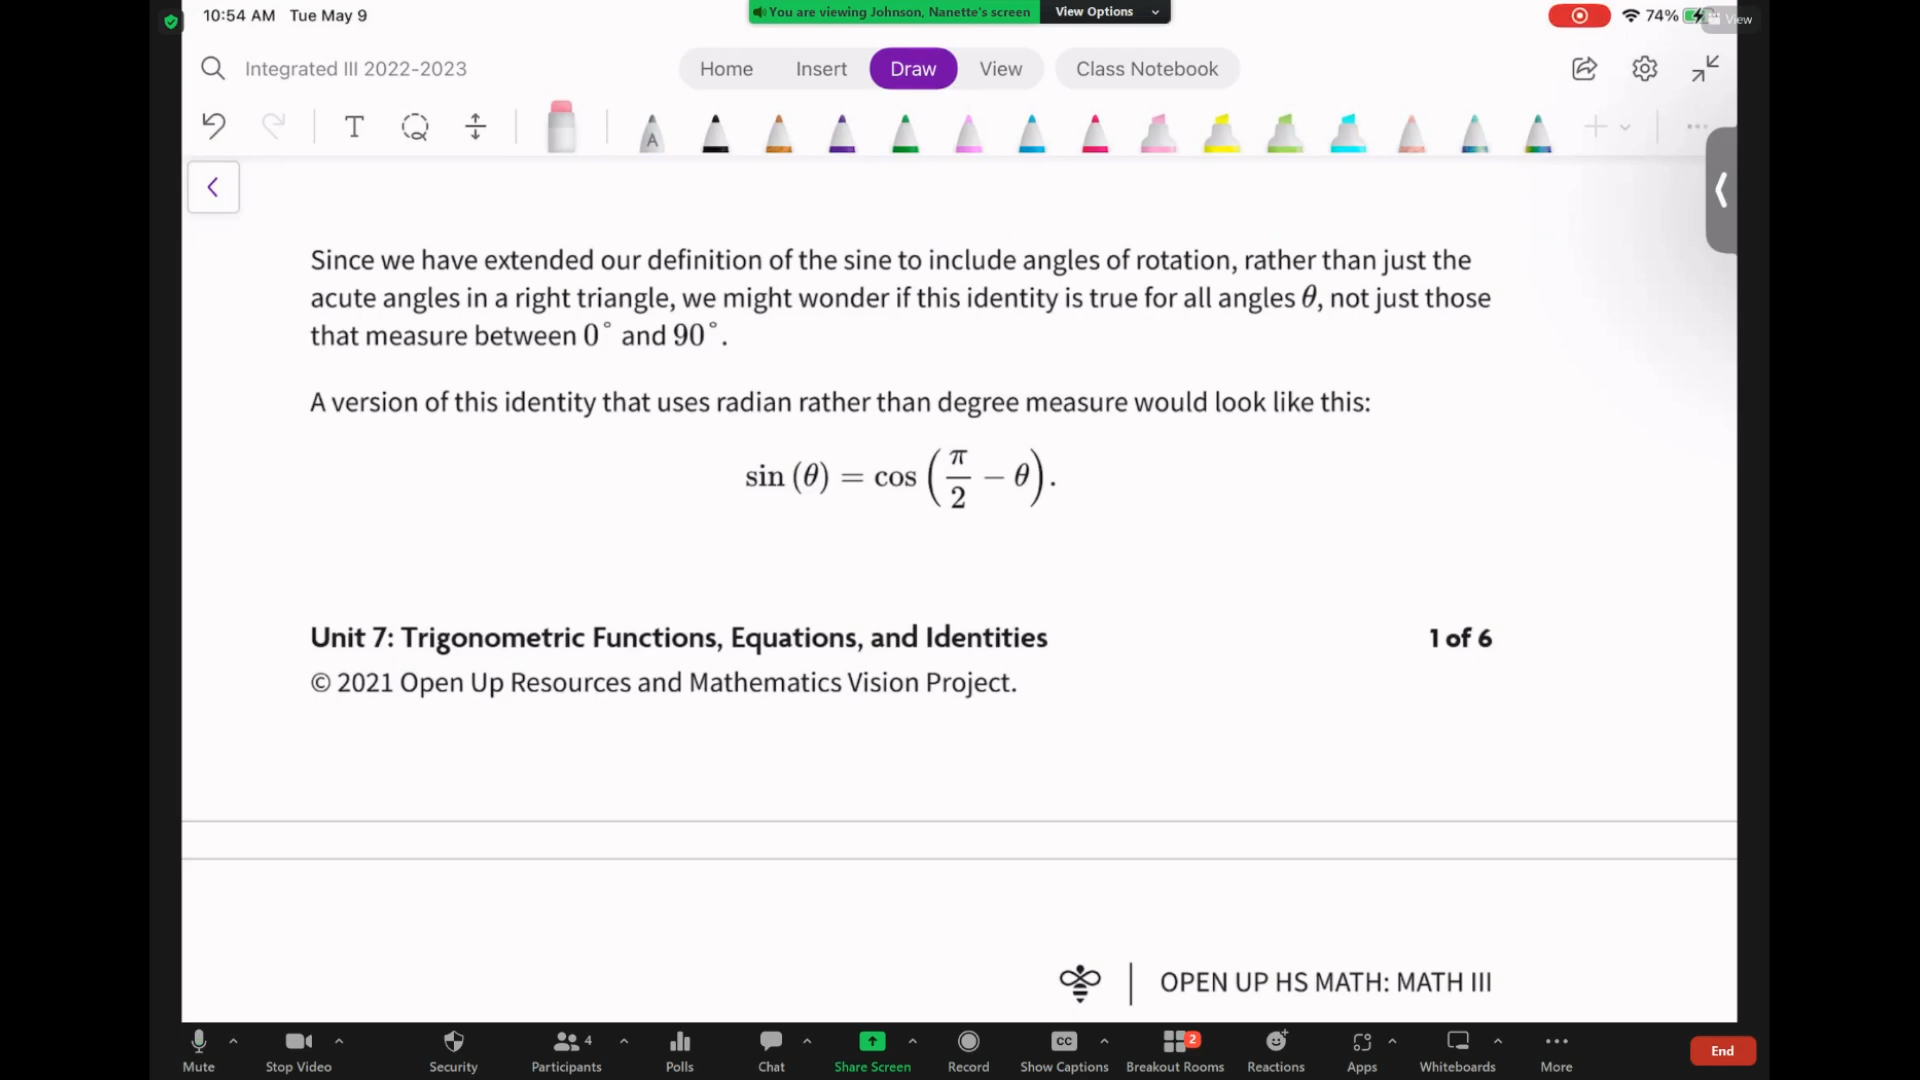 10:54 AM Tue May 9
You are viewing Johnson, Nanette's screen
View Options
74%
View
Integrated III 2022-2023
Home
Insert
Draw
View
Class Notebook
T
A
Since we have extended our definition of the sine to include angles of rotation, rather than just the
acute angles in a right triangle, we might wonder if this identity is true for all angles θ, not just those
that measure between 0° and 90°.
A version of this identity that uses radian rather than degree measure would look like this:
sin (θ) = cos (π/2 − θ).
Unit 7: Trigonometric Functions, Equations, and Identities
1 of 6
© 2021 Open Up Resources and Mathematics Vision Project.
OPEN UP HS MATH: MATH III
4
CC
2
Mute
Stop Video
Security
Participants
Polls
Chat
Share Screen
Record
Show Captions
Breakout Rooms
Reactions
Apps
Whiteboards
More
End